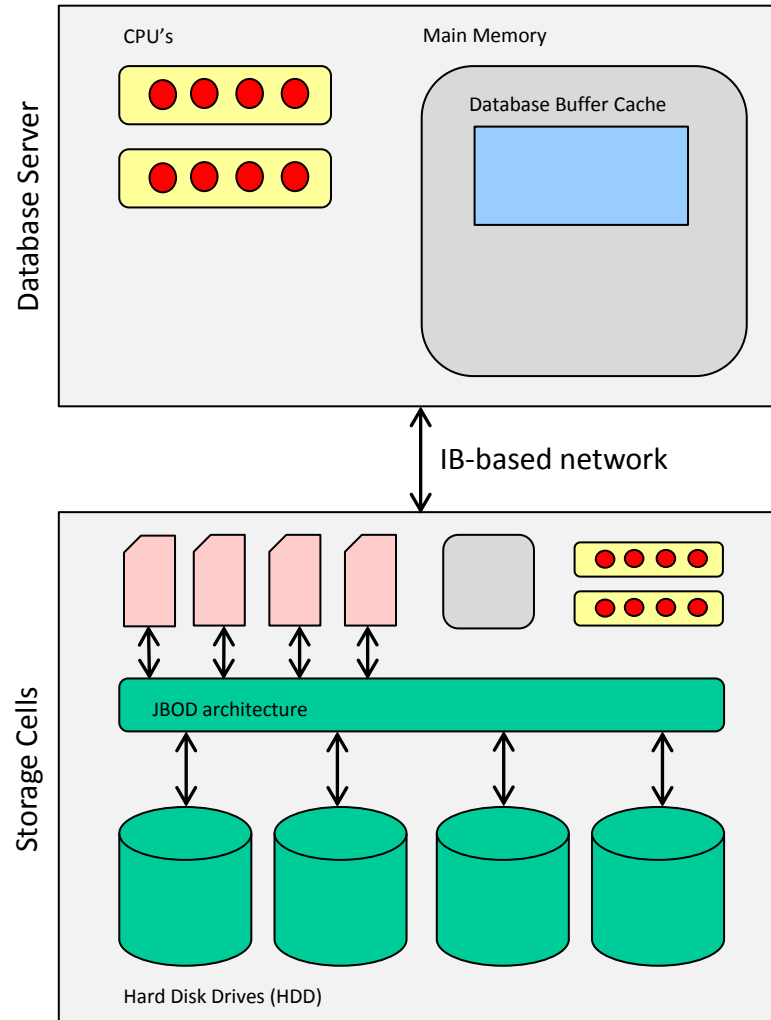 Database Server
CPU's
Main Memory
Database Buffer Cache
IB-based network
Storage Cells
JBOD architecture
Hard Disk Drives (HDD)